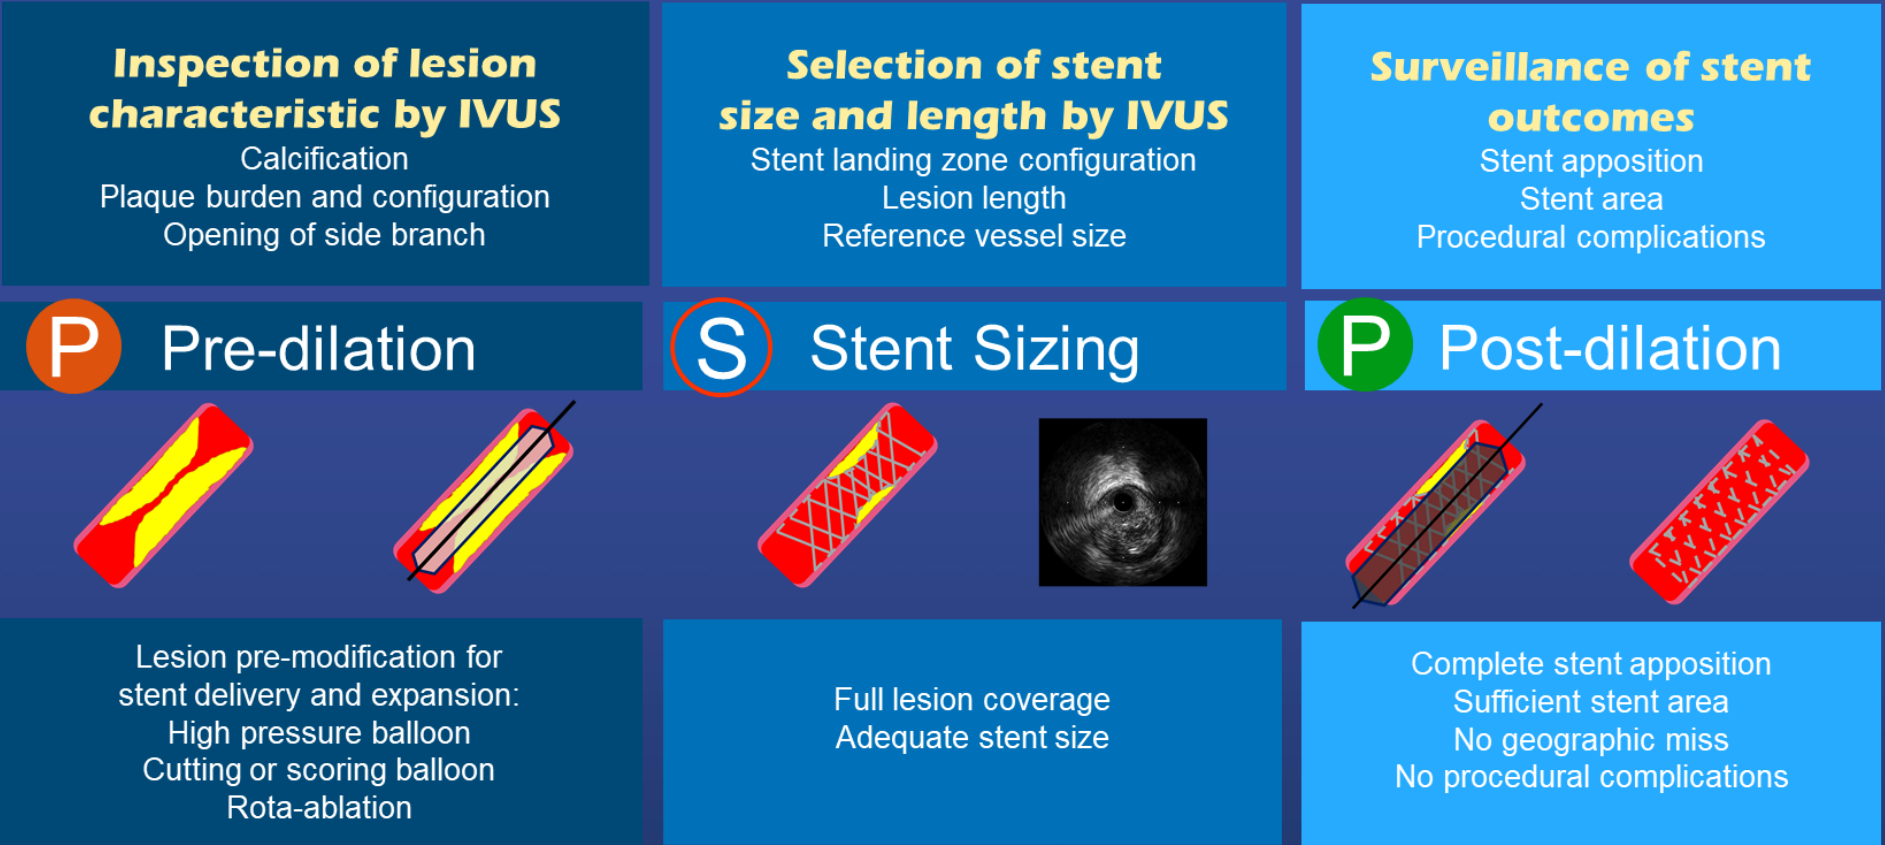 Inspection of lesion
characteristic by IVUS
Calcification
Plaque burden and configuration
Opening of side branch
Selection of stent
size and length by IVUS
Stent landing zone configuration
Lesion length
Reference vessel size
Surveillance of stent
outcomes
Stent apposition
Stent area
Procedural complications
P Pre-dilation
S Stent Sizing
P Post-dilation
Lesion pre-modification for
stent delivery and expansion:
High pressure balloon
Cutting or scoring balloon
Rota-ablation
Full lesion coverage
Adequate stent size
Complete stent apposition
Sufficient stent area
No geographic miss
No procedural complications